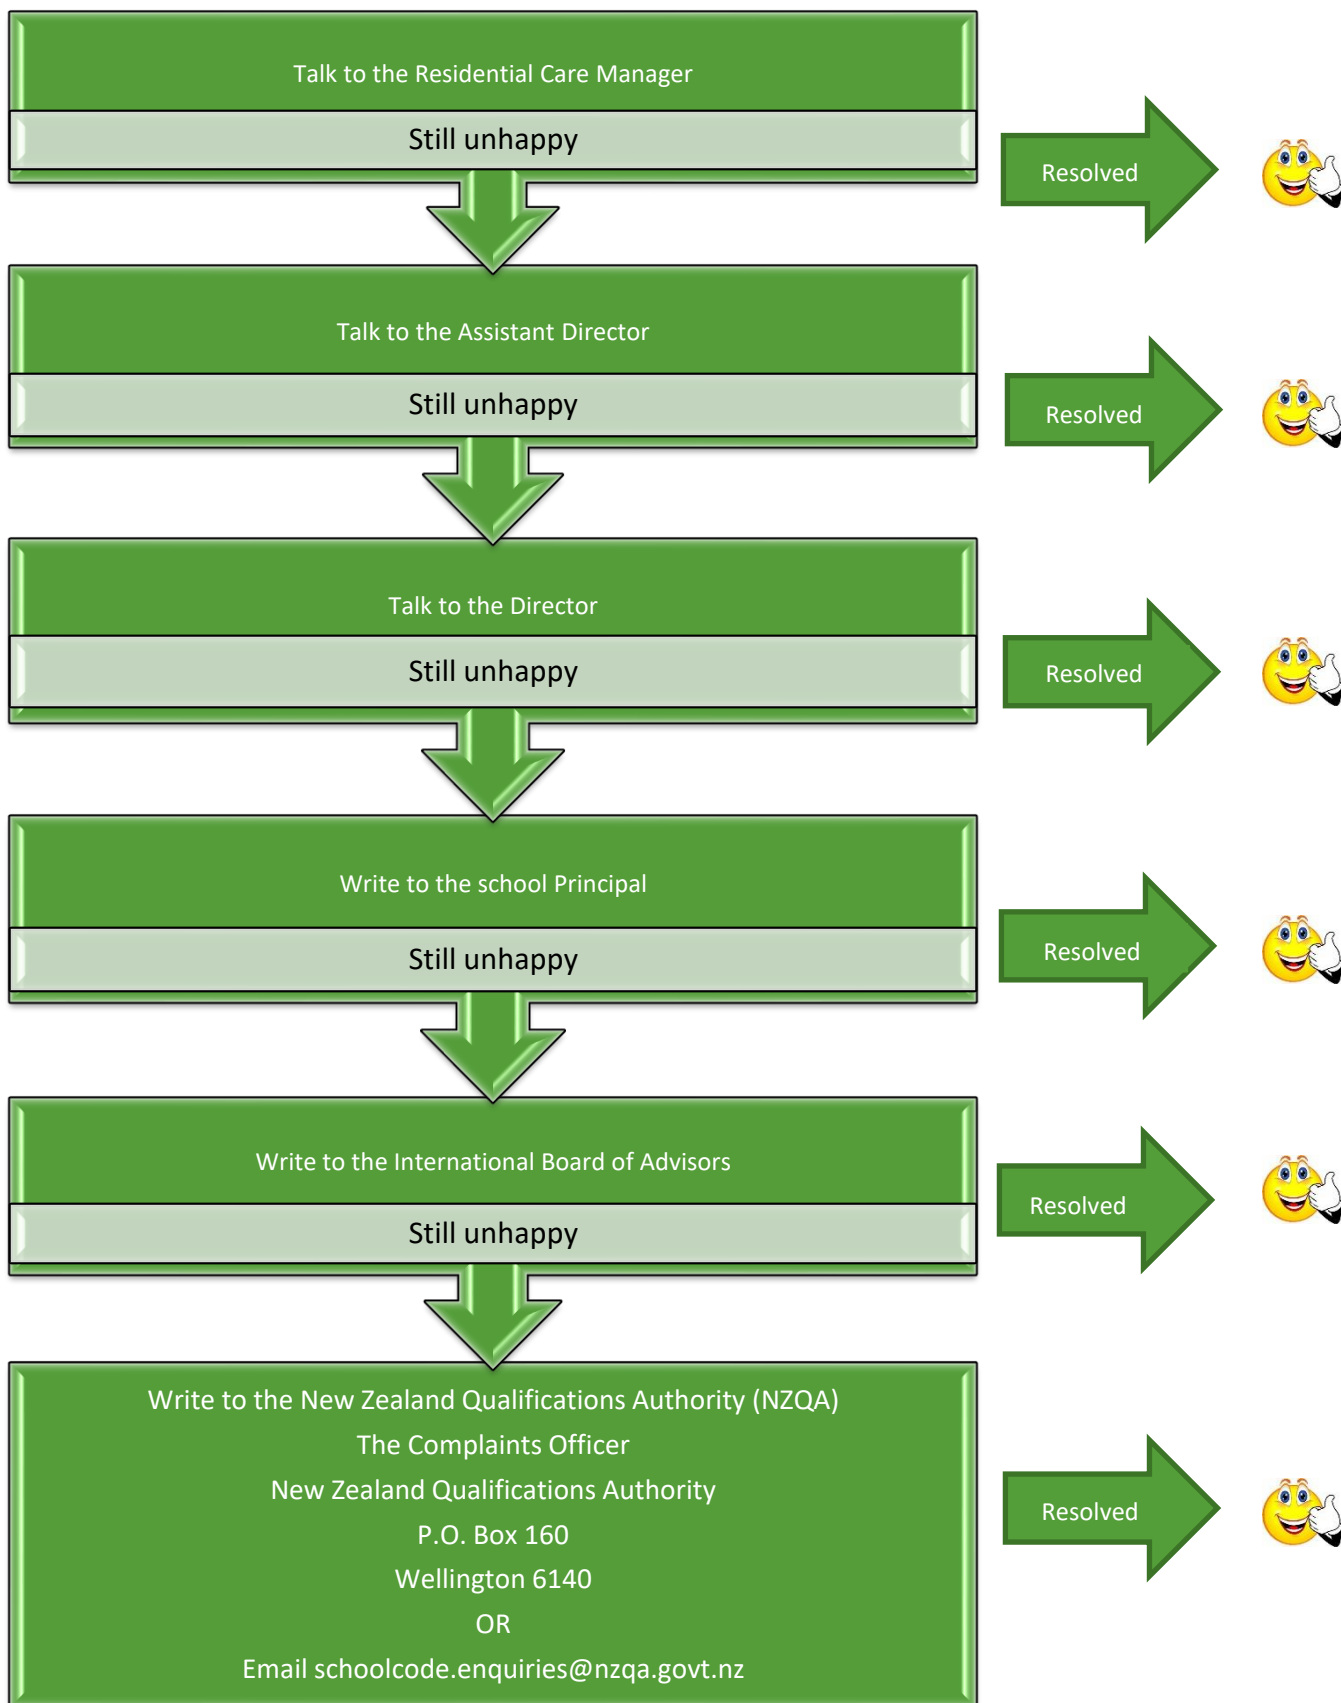 Talk to the Residential Care Manager
Still unhappy
Resolved
Talk to the Assistant Director
Still unhappy
Resolved
Talk to the Director
Still unhappy
Resolved
Write to the school Principal
Still unhappy
Resolved
Write to the International Board of Advisors
Still unhappy
Resolved
Write to the New Zealand Qualifications Authority (NZQA)
The Complaints Officer
New Zealand Qualifications Authority
P.O. Box 160
Wellington 6140
OR
Email schoolcode.enquiries@nzqa.govt.nz
Resolved